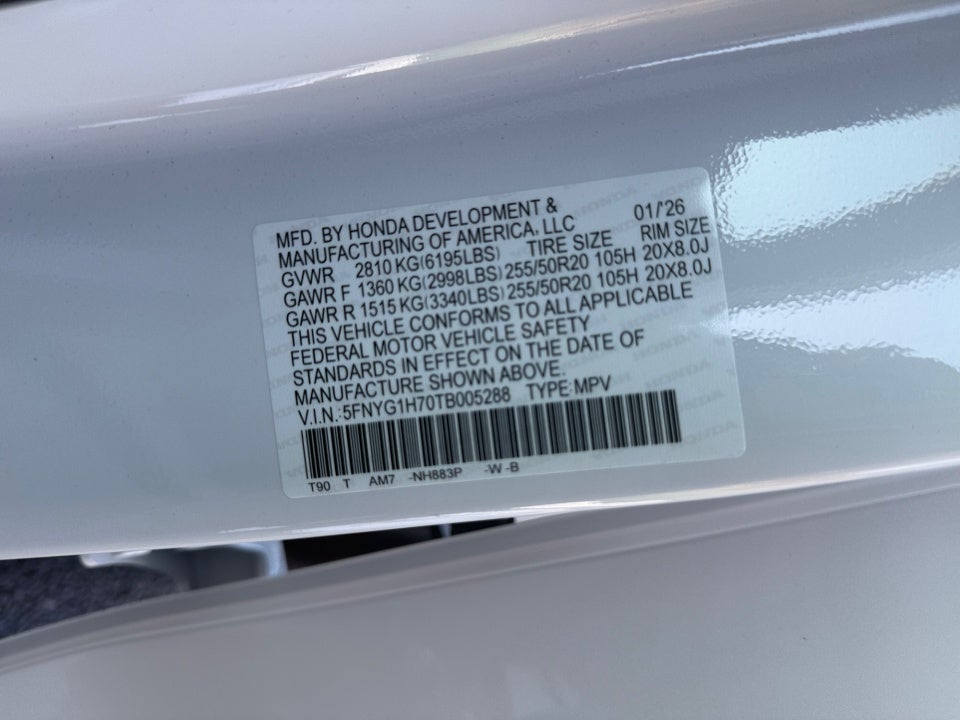 MFD. BY HONDA DEVELOPMENT &
MANUFACTURING OF AMERICA, LLC 01/'26
GVWR 2810 KG(6195LBS) TIRE SIZE RIM SIZE
GAWR F 1360 KG(2998LBS) 255/50R20 105H 20X8.0J
GAWR R 1515 KG(3340LBS) 255/50R20 105H 20X8.0J
THIS VEHICLE CONFORMS TO ALL APPLICABLE
FEDERAL MOTOR VEHICLE SAFETY
STANDARDS IN EFFECT ON THE DATE OF
MANUFACTURE SHOWN ABOVE.
V.I.N.:5FNYG1H70TB005288 TYPE:MPV
T90 T AM7 -NH883P -W -B